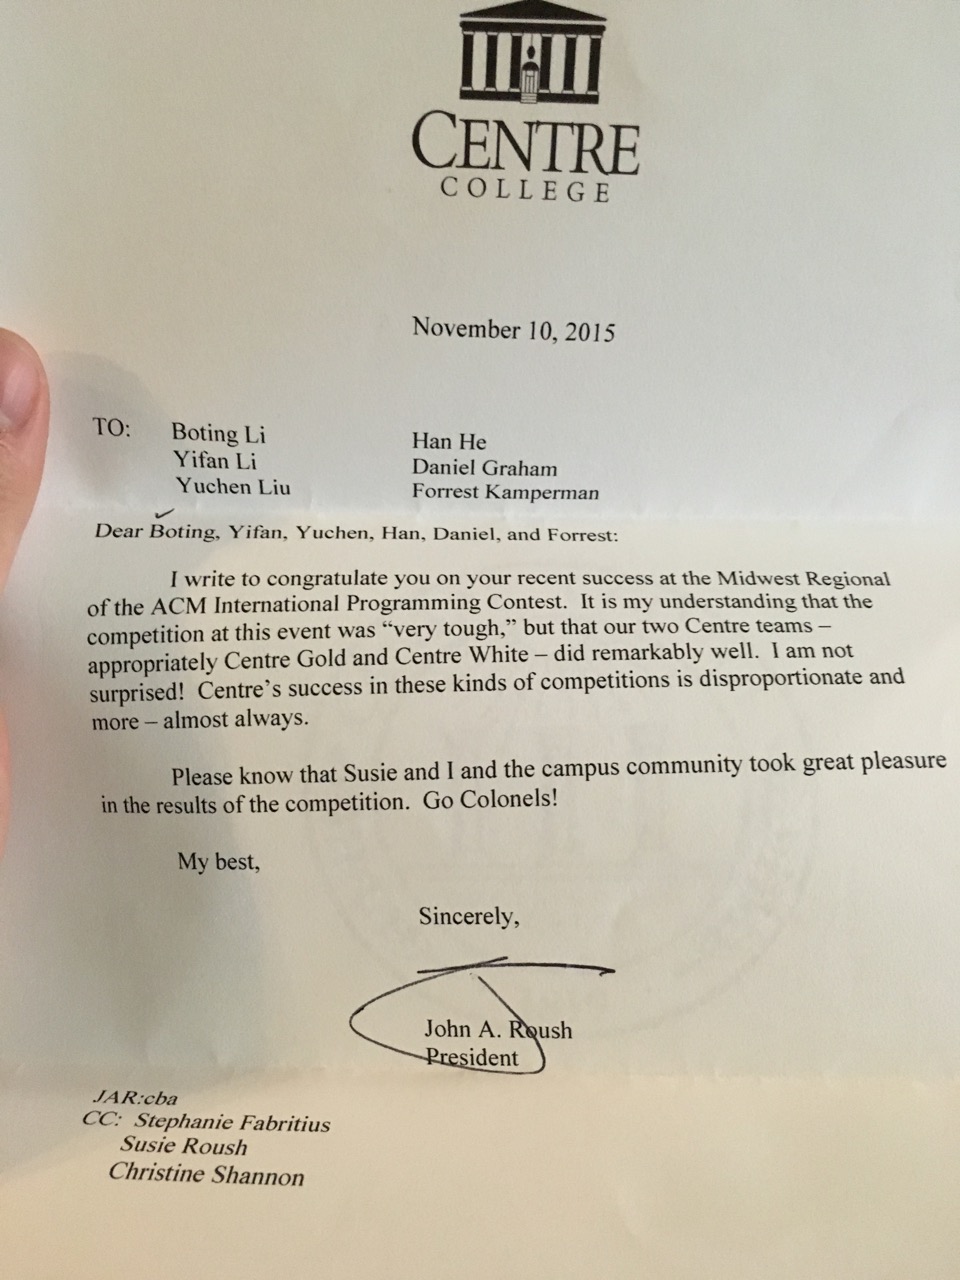 CENTRE
COLLEGE
November 10, 2015
TO: Boting Li Han He
Yifan Li Daniel Graham
Yuchen Liu Forrest Kamperman
Dear Boting, Yifan, Yuchen, Han, Daniel, and Forrest:
I write to congratulate you on your recent success at the Midwest Regional
of the ACM International Programming Contest. It is my understanding that the
competition at this event was “very tough,” but that our two Centre teams –
appropriately Centre Gold and Centre White – did remarkably well. I am not
surprised! Centre’s success in these kinds of competitions is disproportionate and
more – almost always.
Please know that Susie and I and the campus community took great pleasure
in the results of the competition. Go Colonels!
My best,
Sincerely,
John A. Roush
President
JAR:cba
CC: Stephanie Fabritius
Susie Roush
Christine Shannon